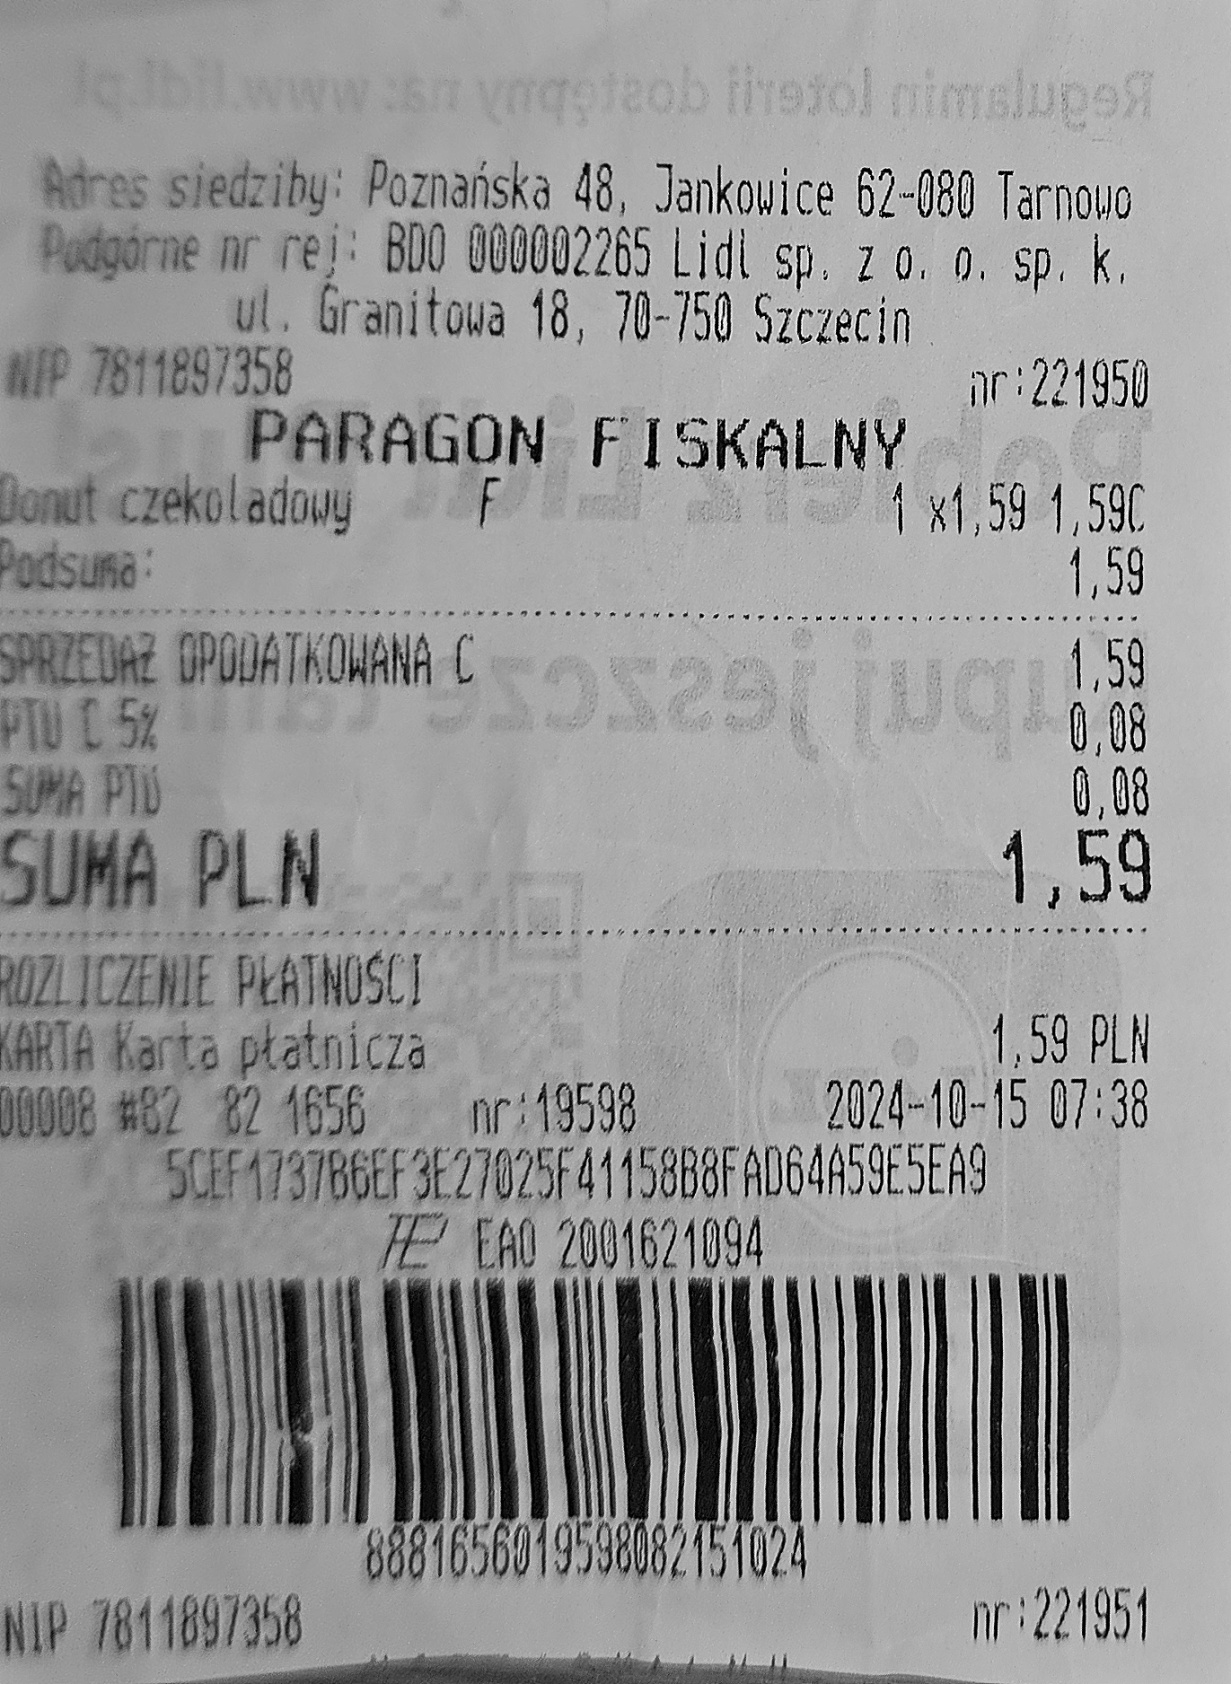 Regulamin loterii dostępny na: www.lidl.pl
Adres siedziby: Poznańska 48, Jankowice 62-080 Tarnowo
Podgórne nr rej: BDO 000002265 Lidl sp. z o. o. sp. k.
ul. Granitowa 18, 70-750 Szczecin
NIP 7811897358 nr:221950
PARAGON FISKALNY
Donut czekoladowy F 1 x1,59 1,59C
Podsuma: 1,59
SPRZEDAŻ OPODATKOWANA C 1,59
PTU C 5% 0,08
SUMA PTU 0,08
SUMA PLN 1,59
ROZLICZENIE PŁATNOŚCI
KARTA Karta płatnicza 1,59 PLN
00008 #82 82 1656 nr:19598 2024-10-15 07:38
5CEF1737B6EF3E27025F41158B8FAD64A59E5EA9
EAO 2001621094
8881656019598082151024
NIP 7811897358 nr:221951